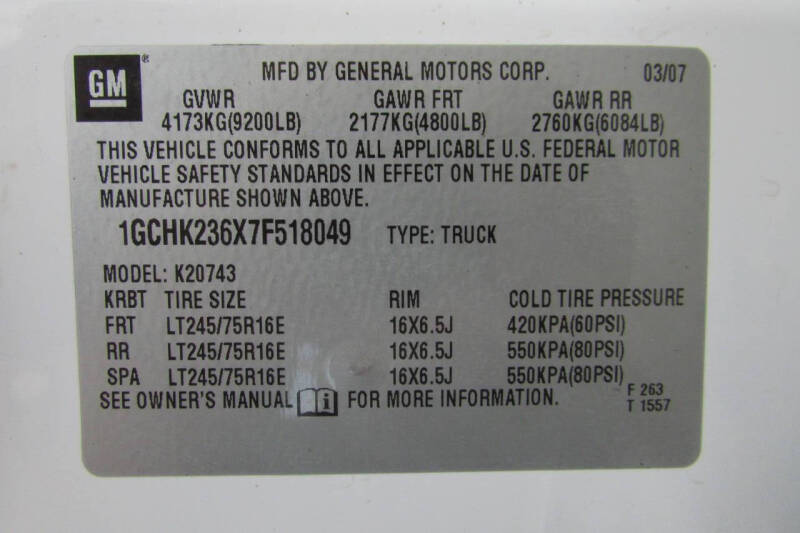 GM ® MFD BY GENERAL MOTORS CORP. 03/07
GVWR GAWR FRT GAWR RR
4173KG(9200LB) 2177KG(4800LB) 2760KG(6084LB)
THIS VEHICLE CONFORMS TO ALL APPLICABLE U.S. FEDERAL MOTOR
VEHICLE SAFETY STANDARDS IN EFFECT ON THE DATE OF
MANUFACTURE SHOWN ABOVE.
1GCHK236X7F518049 TYPE: TRUCK
MODEL: K20743
KRBT TIRE SIZE RIM COLD TIRE PRESSURE
FRT LT245/75R16E 16X6.5J 420KPA(60PSI)
RR LT245/75R16E 16X6.5J 550KPA(80PSI)
SPA LT245/75R16E 16X6.5J 550KPA(80PSI)
SEE OWNER'S MANUAL i FOR MORE INFORMATION. F 263
T 1557